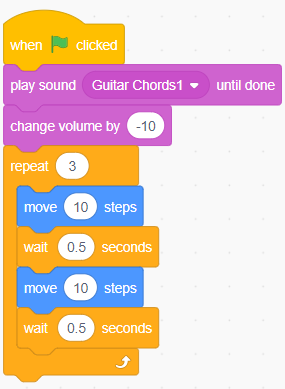 when clicked
play sound Guitar Chords1 until done
change volume by -10
repeat 3
move 10 steps
wait 0.5 seconds
move 10 steps
wait 0.5 seconds